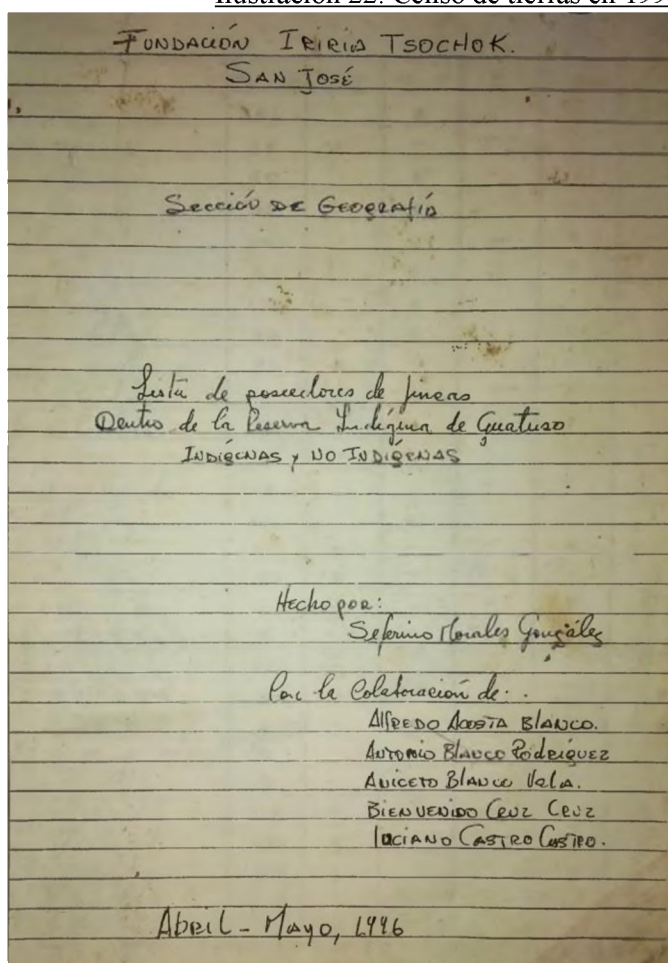 Ilustración 22: Censo de tierras en 199
FUNDACIÓN IRIRIA TSOCHOK.
SAN JOSÉ
Sección DE GEOGRAFÍA
Lista de poseedores de fincas
Dentro de la Reserva Indígena de Guatuso
INDÍGENAS y NO INDÍGENAS
Hecho por:
Seferino Morales Gongáles
Con la Colaboración de:.
AlfREDO ACOSTA BLANCO.
ANTONIO BLANCO RODRIGUEZ
ANICETO BLANCO Vela.
BIENVENIDO CRUZ CRUZ
lUCIANO CASTRO CASTRO.
Abril - Mayo, 1996